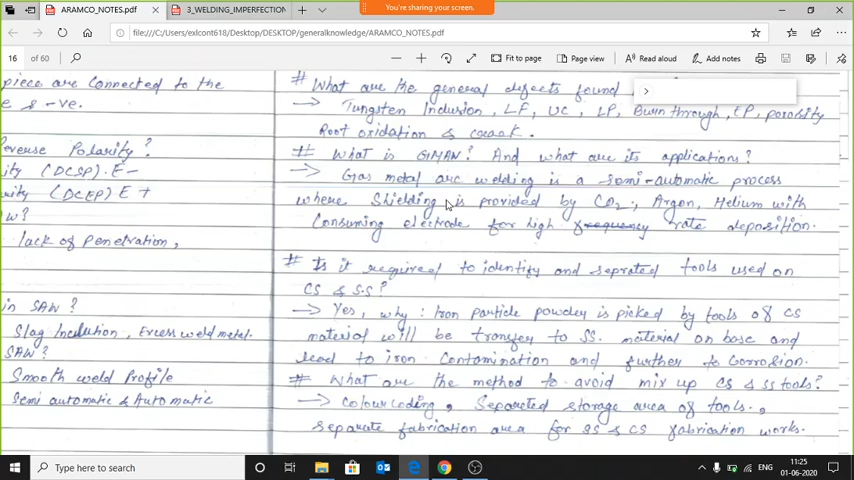 You're sharing your screen.
ARAMCO_NOTES.pdf
3_WELDING_IMPERFECTION
file:///C:/Users/exlcont618/Desktop/DESKTOP/generalknowledge/ARAMCO_NOTES.pdf
16 of 60
Fit to page
Page view
Read aloud
Add notes
piece are connected to the
e & -ve.
everse Polarity?
ity (DCSP) E-
arity (DCEP) E+
w?
lack of penetration,
in SAW?
Slag Inclution, Excess weld metal.
SAW?
Smooth weld Profile
Semi automatic & Automatic
# What are the general defects found
→ Tungsten Inclusion, LF, UC, LP, Burn through, EP, porosity
Root oxidation & crack.
# What is GMAW? And what are its applications?
→ Gas metal arc welding is a semi-automatic process
where Shielding is provided by CO2, Argon, Helium with
Consuming electrode for high rate deposition.
# Is it required to identity and seprated tools used on
CS & S.S?
→ Yes, why: Iron particle powder is picked by tools of CS
material will be transfer to SS. material on base and
lead to iron Contamination and further to Corrosion.
# What are the method to avoid mix up CS & SS tools?
→ Colourcoding, Separated storage area of tools.,
separate fabrication area for SS & CS fabrication works.
Type here to search
ENG
11:25
01-06-2020